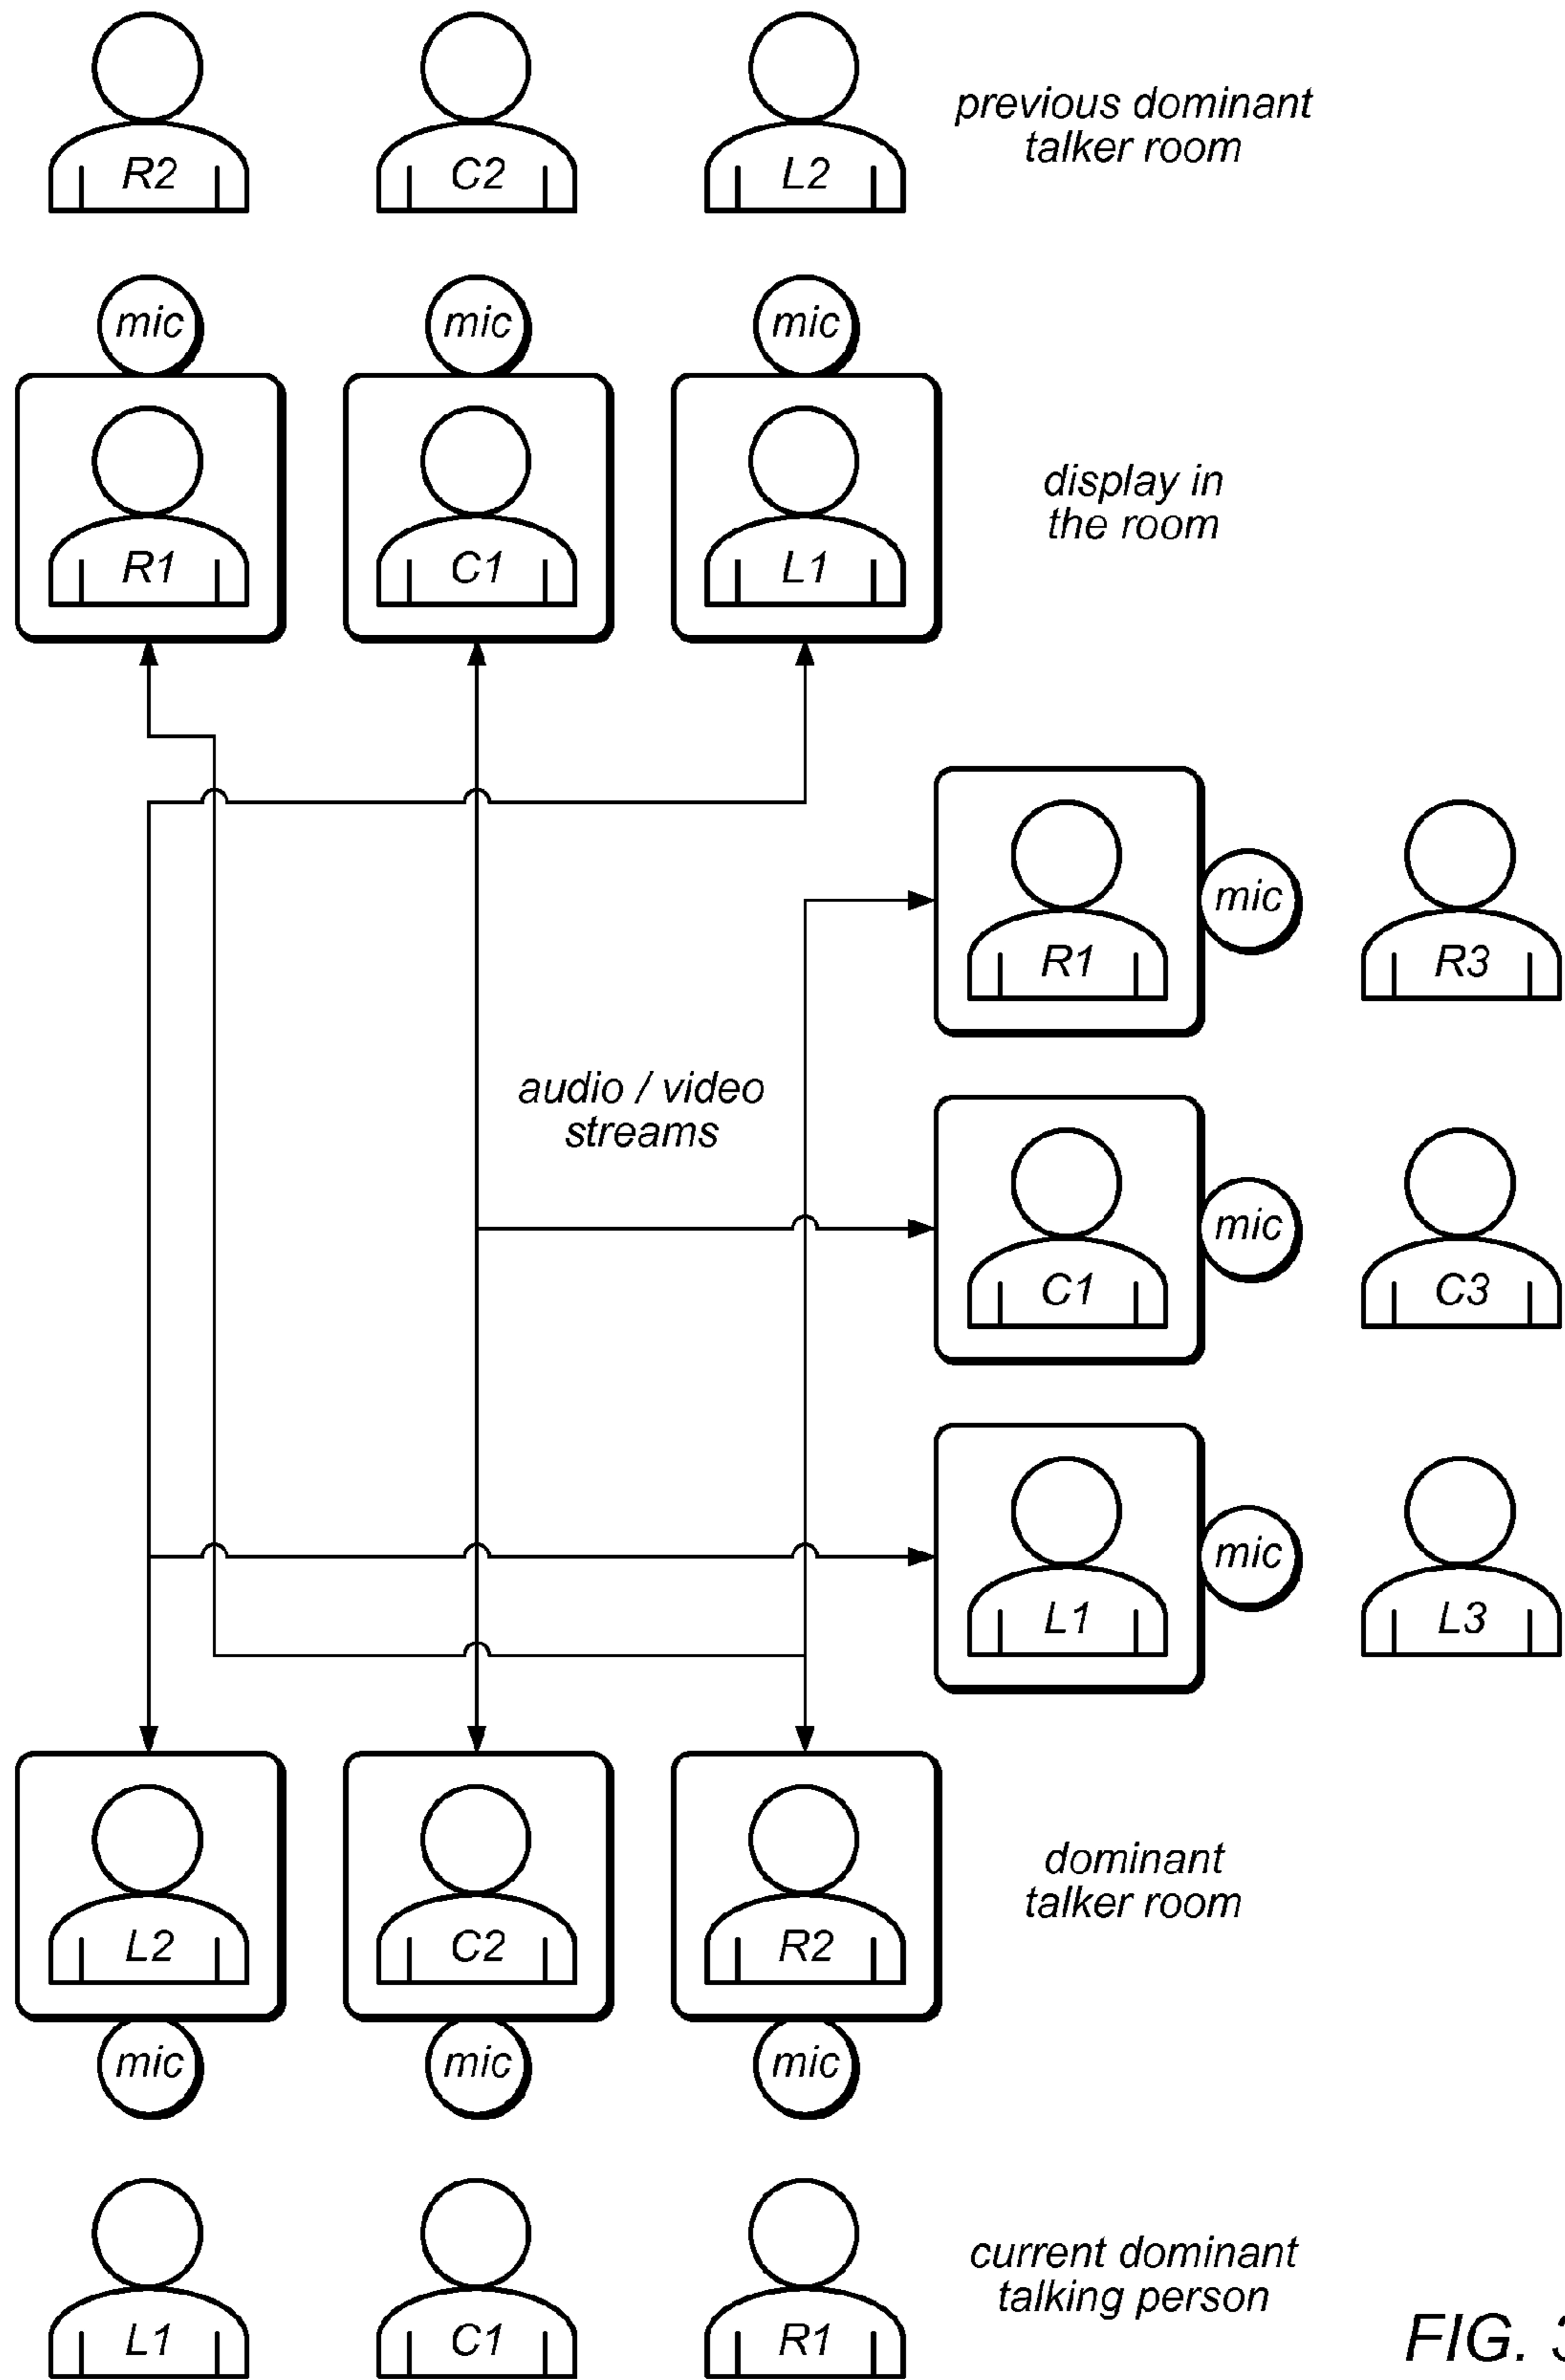 R2 C2 L2
previous dominant
talker room
mic mic mic
display in
the room
R1 C1 L1
mic
R1 R3
audio / video
streams
mic
C1 C3
mic
L1 L3
dominant
talker room
L2 C2 R2
mic mic mic
current dominant
talking person
L1 C1 R1
FIG.